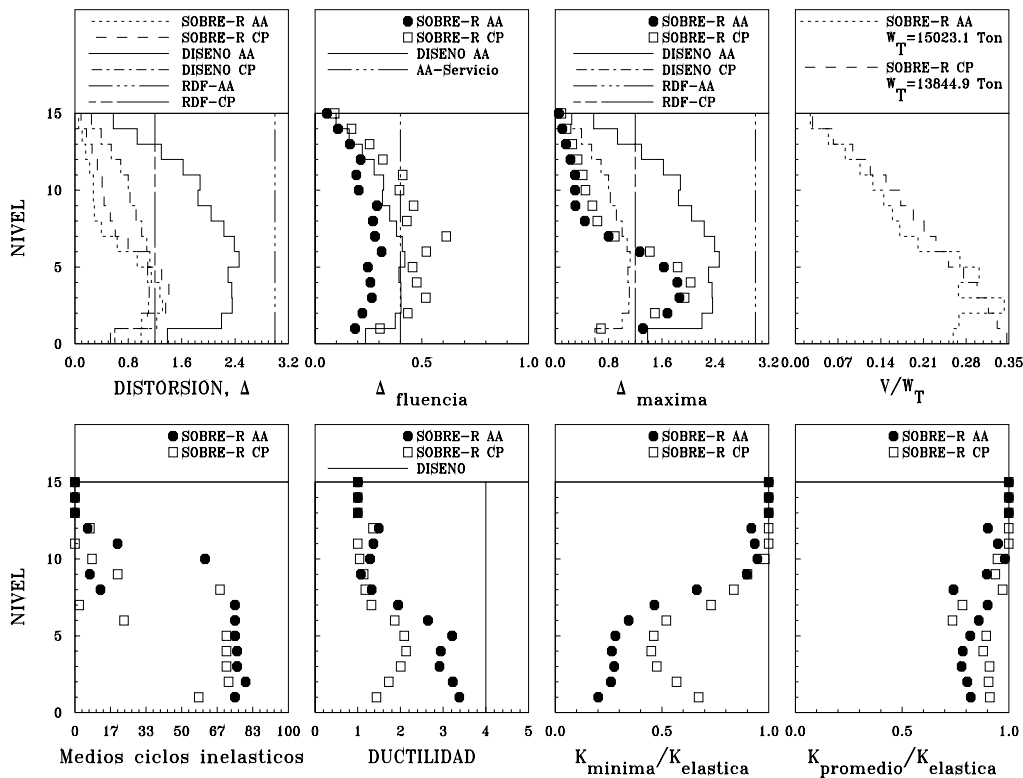 SOBRE-R AA
SOBRE-R CP
DISENO AA
DISENO CP
RDF-AA
RDF-CP
15
10
5
0
NIVEL
0.0 0.8 1.6 2.4 3.2
DISTORSION, Δ
SOBRE-R AA
SOBRE-R CP
DISENO AA
AA-Servicio
0.0 0.5 1.0
Δ fluencia
SOBRE-R AA
SOBRE-R CP
DISENO AA
DISENO CP
RDF-AA
RDF-CP
0.0 0.8 1.6 2.4 3.2
Δ maxima
SOBRE-R AA
W_T=15023.1 Ton
SOBRE-R CP
W_T=13844.9 Ton
0.00 0.07 0.14 0.21 0.28 0.35
V/W_T
SOBRE-R AA
SOBRE-R CP
15
10
5
0
NIVEL
0 17 33 50 67 83 100
Medios ciclos inelasticos
SOBRE-R AA
SOBRE-R CP
DISENO
0 1 2 3 4 5
DUCTILIDAD
SOBRE-R AA
SOBRE-R CP
0.0 0.5 1.0
K minima/K elastica
SOBRE-R AA
SOBRE-R CP
0.0 0.5 1.0
K promedio/K elastica